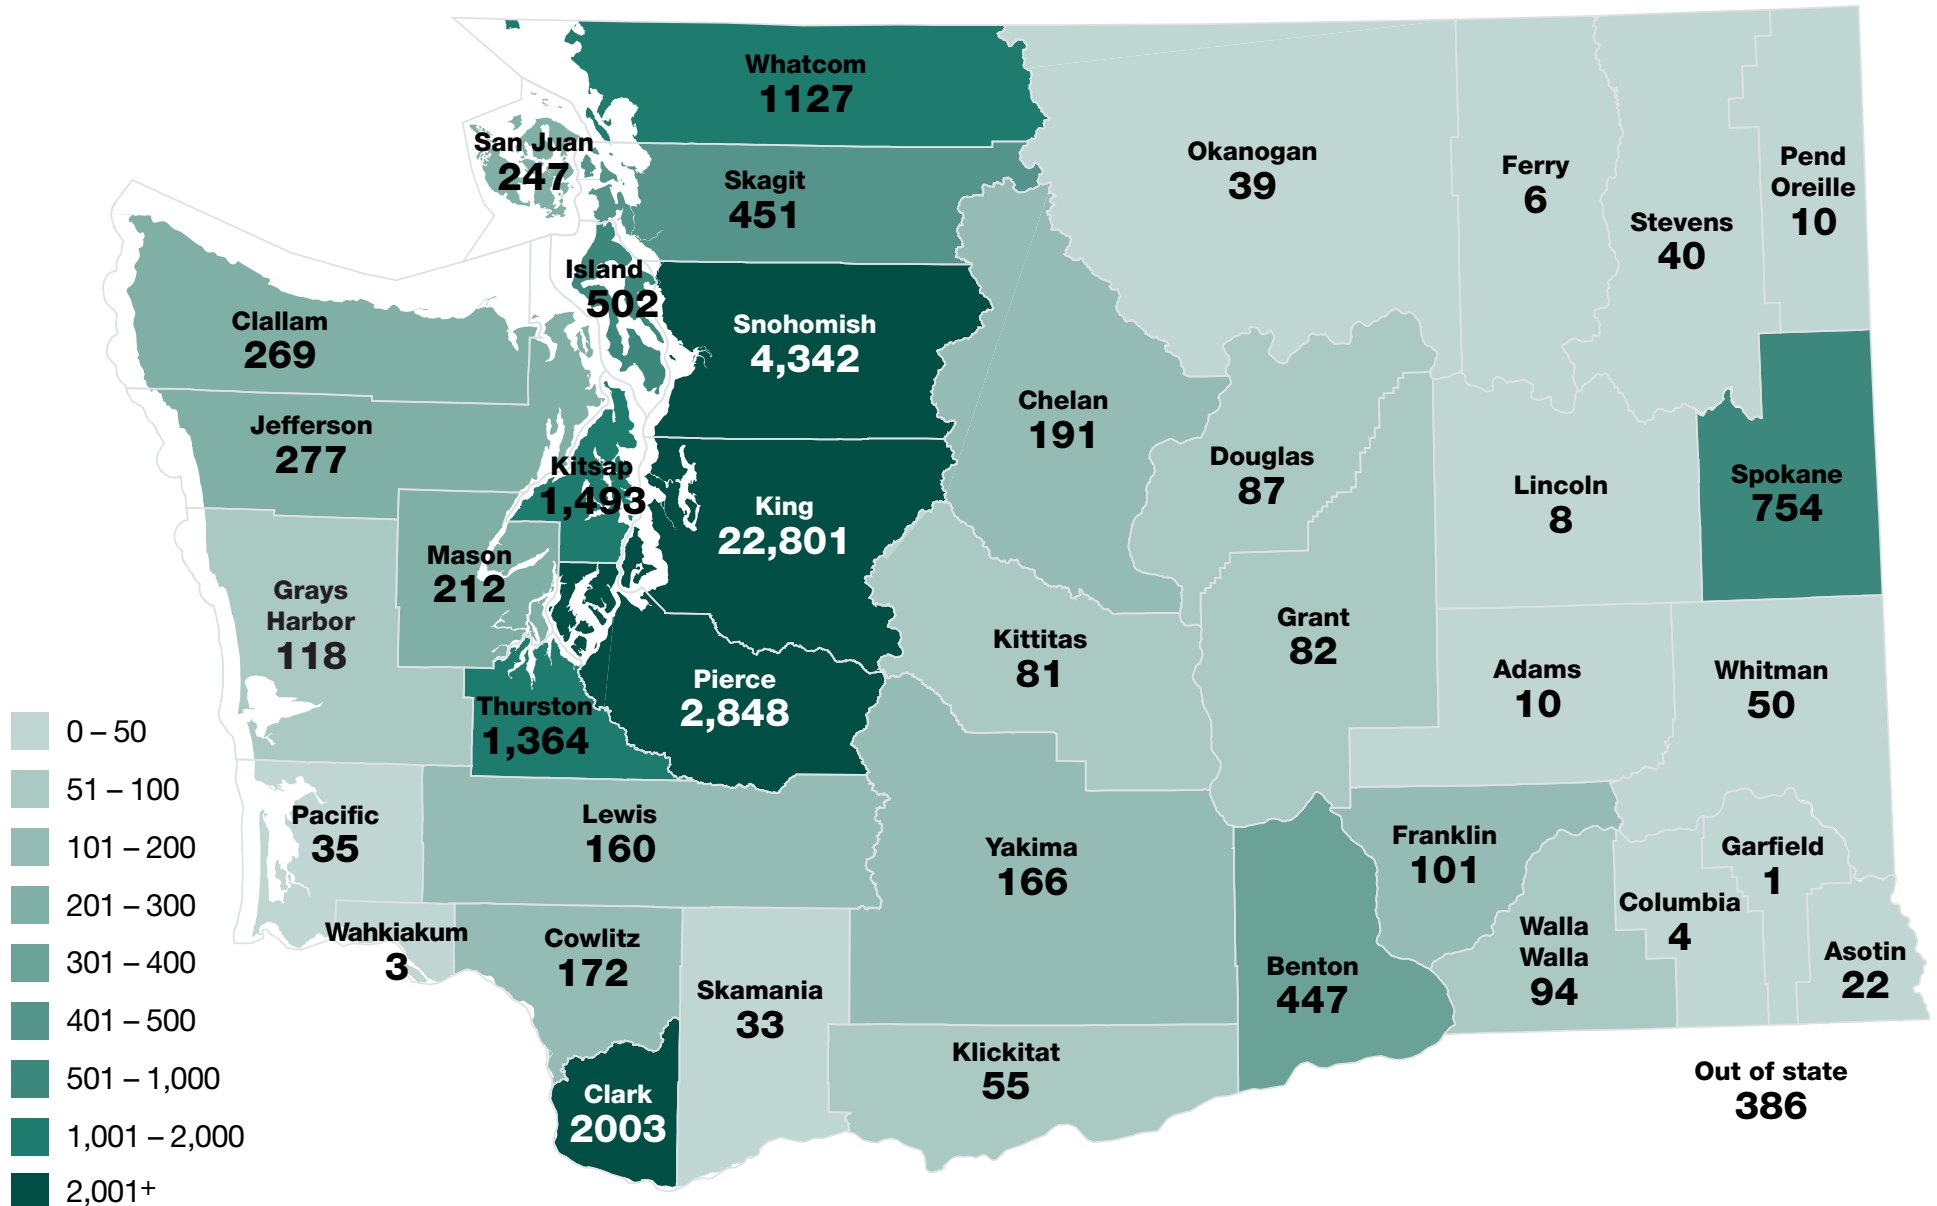 Whatcom
1127
San Juan
247
Skagit
451
Okanogan
39
Ferry
6
Stevens
40
Pend
Oreille
10
Island
502
Clallam
269
Snohomish
4,342
Jefferson
277
Chelan
191
Kitsap
1,493
King
22,801
Douglas
87
Lincoln
8
Spokane
754
Mason
212
Grays
Harbor
118
Kittitas
81
Grant
82
Adams
10
Whitman
50
Thurston
1,364
Pierce
2,848
Pacific
35
Lewis
160
Yakima
166
Franklin
101
Garfield
1
Columbia
4
Walla
Walla
94
Asotin
22
Wahkiakum
3
Cowlitz
172
Skamania
33
Benton
447
Klickitat
55
Clark
2003
Out of state
386
0 – 50
51 – 100
101 – 200
201 – 300
301 – 400
401 – 500
501 – 1,000
1,001 – 2,000
2,001+